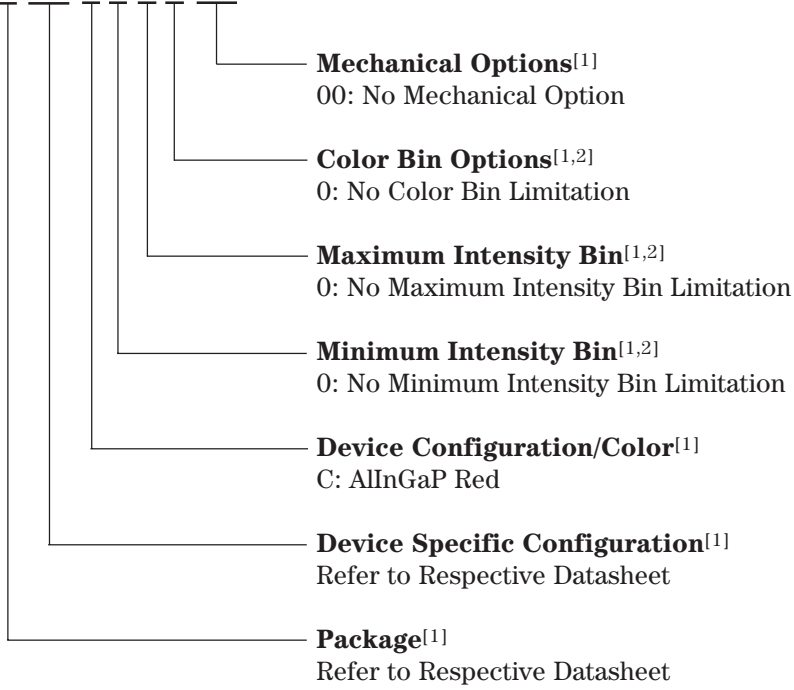 Mechanical Options[1]
00: No Mechanical Option
Color Bin Options[1,2]
0: No Color Bin Limitation
Maximum Intensity Bin[1,2]
0: No Maximum Intensity Bin Limitation
Minimum Intensity Bin[1,2]
0: No Minimum Intensity Bin Limitation
Device Configuration/Color[1]
C: AlInGaP Red
Device Specific Configuration[1]
Refer to Respective Datasheet
Package[1]
Refer to Respective Datasheet